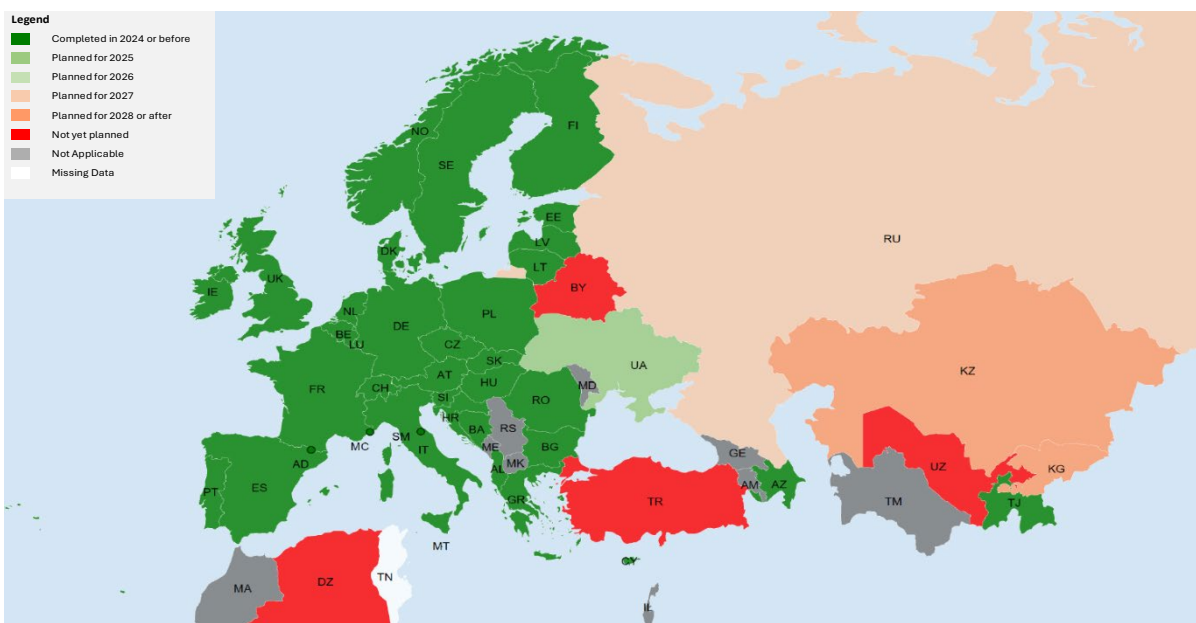 Legend
Completed in 2024 or before
Planned for 2025
Planned for 2026
Planned for 2027
Planned for 2028 or after
Not yet planned
Not Applicable
Missing Data
NO
FI
SE
EE
RU
LV
DK
LT
UK
BY
IE
NL
PL
DE
BE
LU
CZ
SK
UA
KZ
AT
HU
MD
FR
CH
SI
RO
HR
BA
RS
SM
MC
IT
ME
BG
GE
AD
MK
AL
UZ
KG
PT
ES
AM
AZ
GR
TR
TM
TJ
MT
CY
TN
DZ
MA
IL